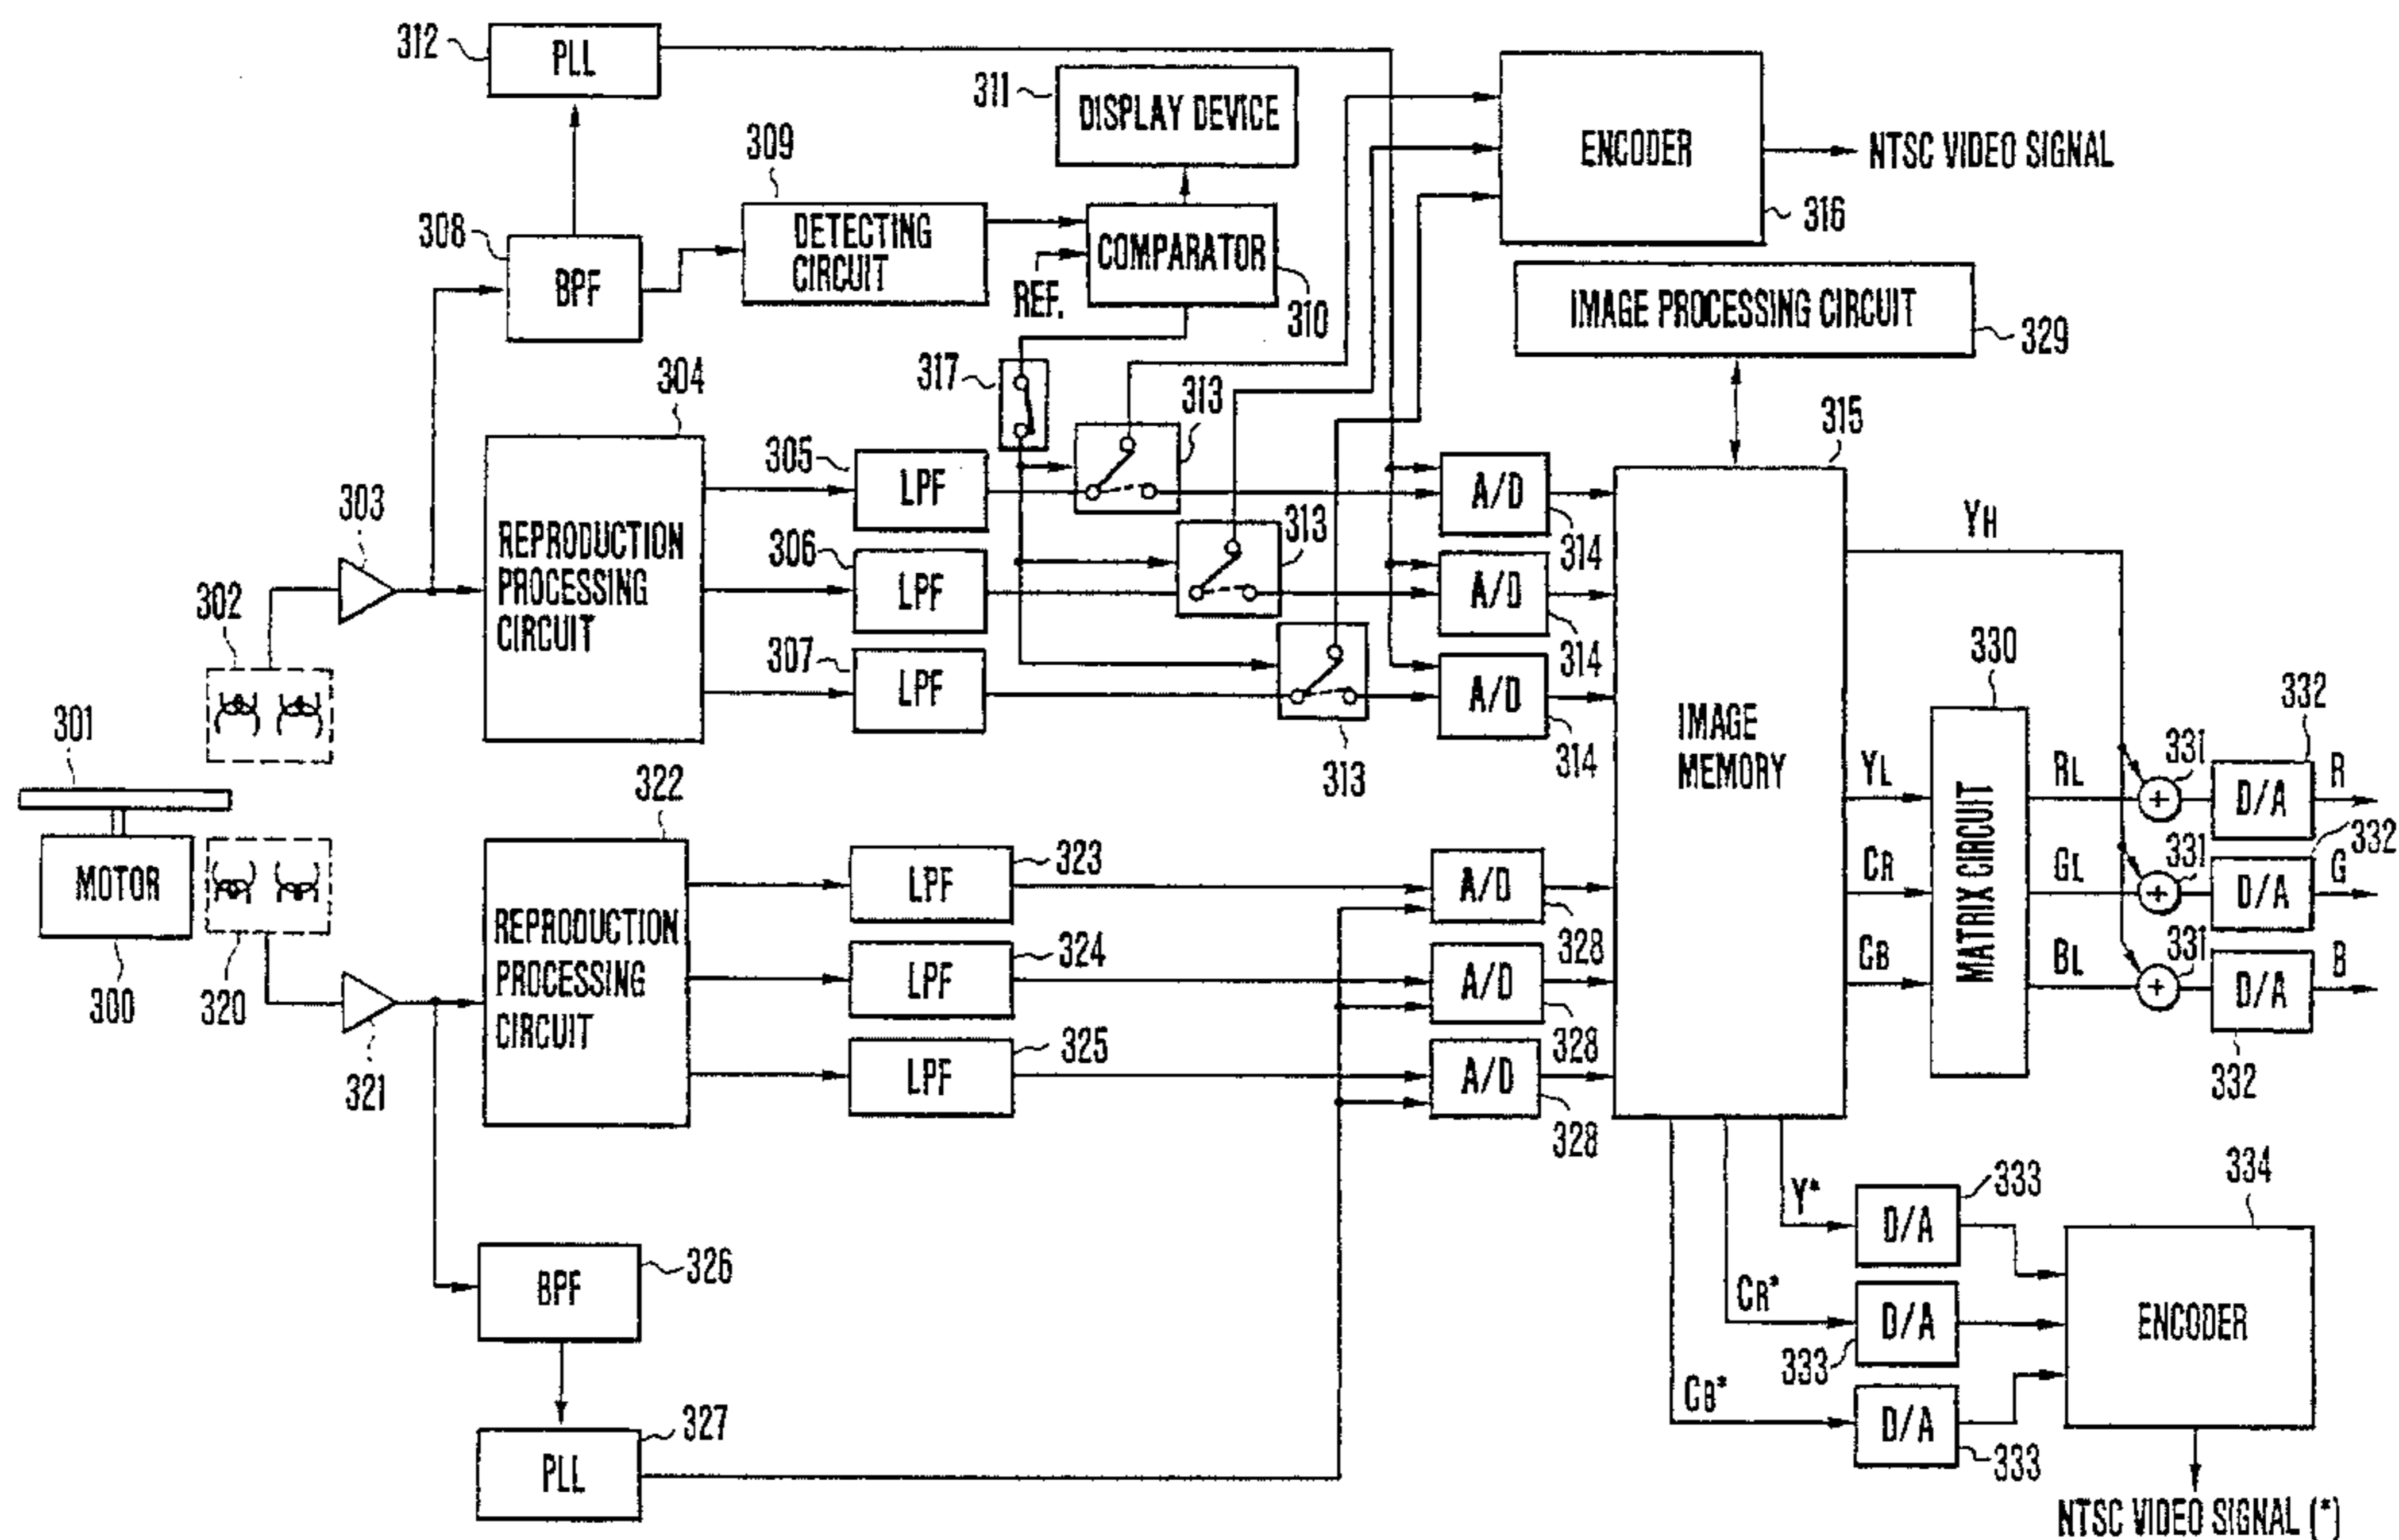 312
PLL
311
DISPLAY DEVICE
ENCODER
NTSC VIDEO SIGNAL
316
309
308
BPF
DETECTING
CIRCUIT
COMPARATOR
REF.
310
IMAGE PROCESSING CIRCUIT
329
317
304
313
315
305
LPF
A/D
314
303
REPRODUCTION
PROCESSING
CIRCUIT
306
LPF
313
A/D
314
YH
302
307
LPF
313
A/D
314
IMAGE
MEMORY
330
332
301
MOTOR
300
320
321
322
REPRODUCTION
PROCESSING
CIRCUIT
LPF
323
LPF
324
LPF
325
A/D
328
A/D
328
A/D
328
YL
CR
CB
MATRIX CIRCUIT
RL
331
+
D/A
R
332
GL
331
+
D/A
G
BL
331
+
D/A
B
332
BPF
326
PLL
327
Y*
D/A
333
334
CR*
D/A
333
ENCODER
CB*
D/A
333
NTSC VIDEO SIGNAL (*)